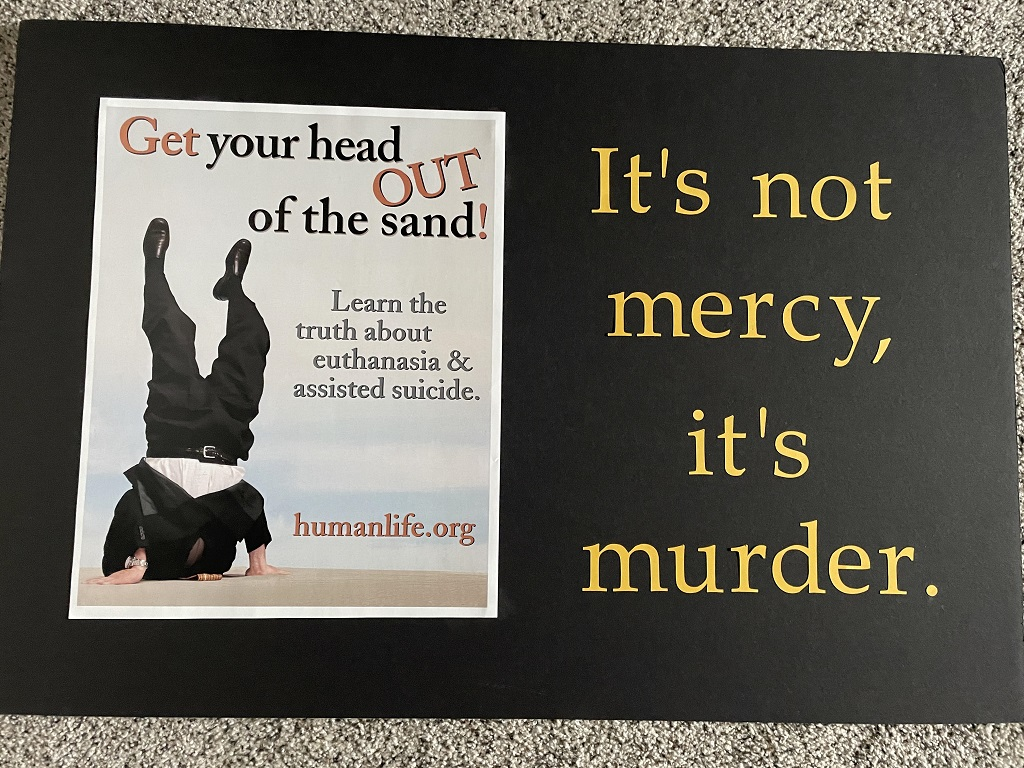 Get your head
OUT
of the sand!
Learn the
truth about
euthanasia &
assisted suicide.
humanlife.org
It's not
mercy,
it's
murder.